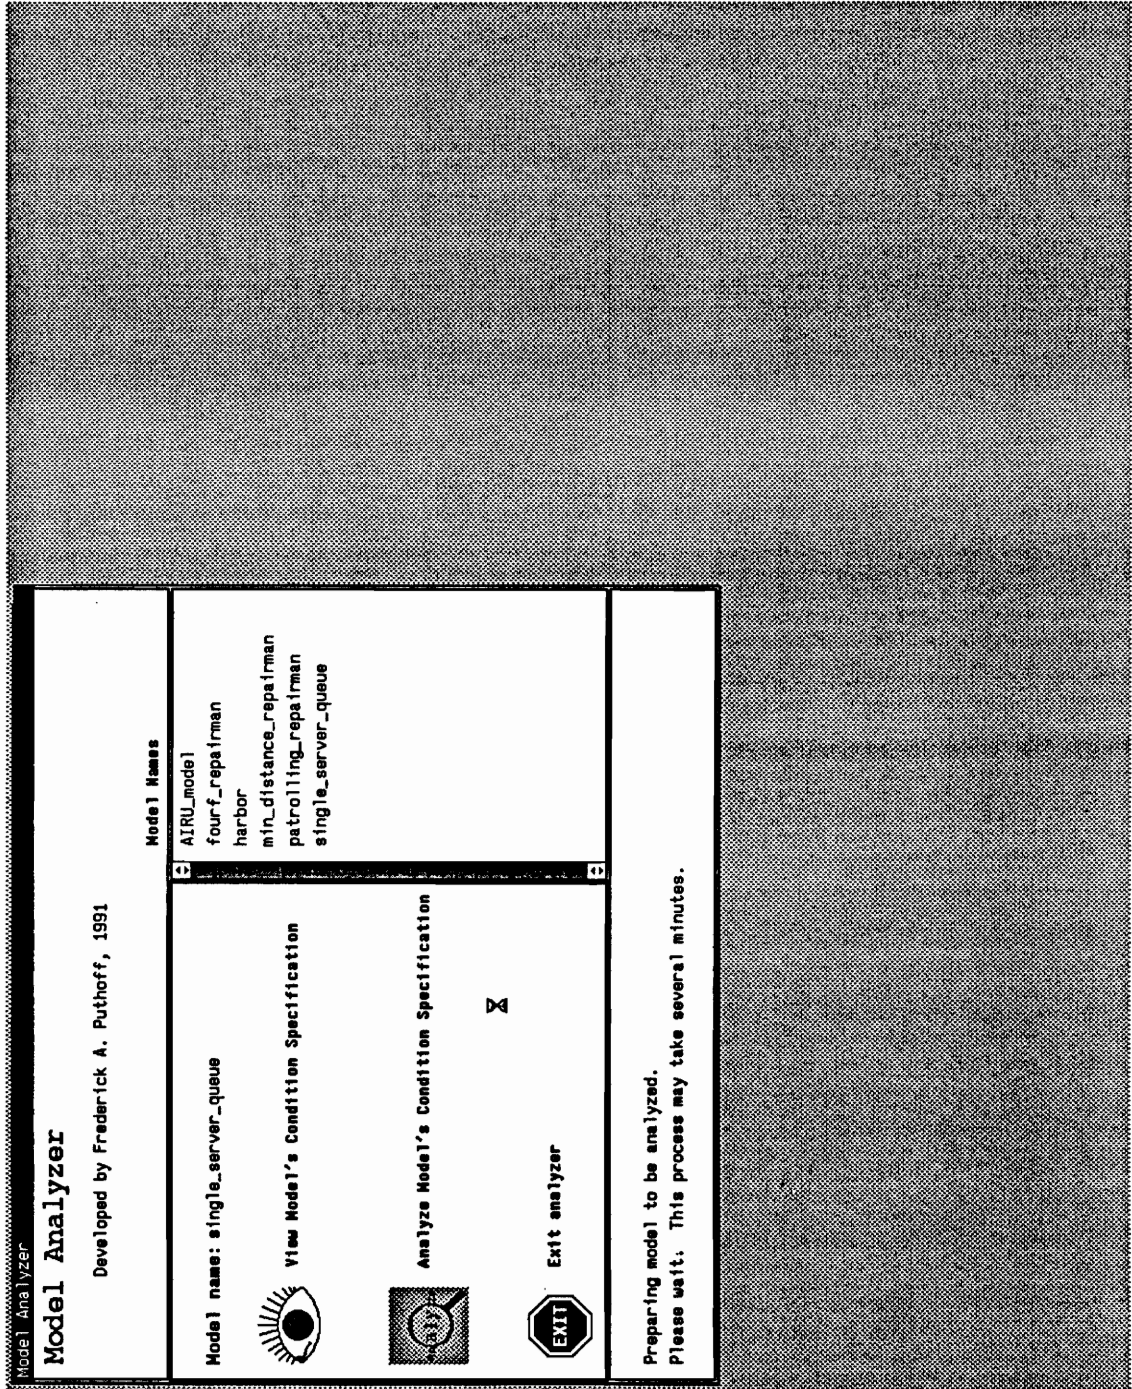 Model Analyzer
Model Analyzer
Developed by Frederick A. Puthoff, 1991
Model Names
Model name: single_server_queue
View Model's Condition Specification
Analyze Model's Condition Specification
Exit analyzer
EXIT
AIRU_model
fourf_repairman
harbor
min_distance_repairman
patrolling_repairman
single_server_queue
Preparing model to be analyzed.
Please wait. This process may take several minutes.